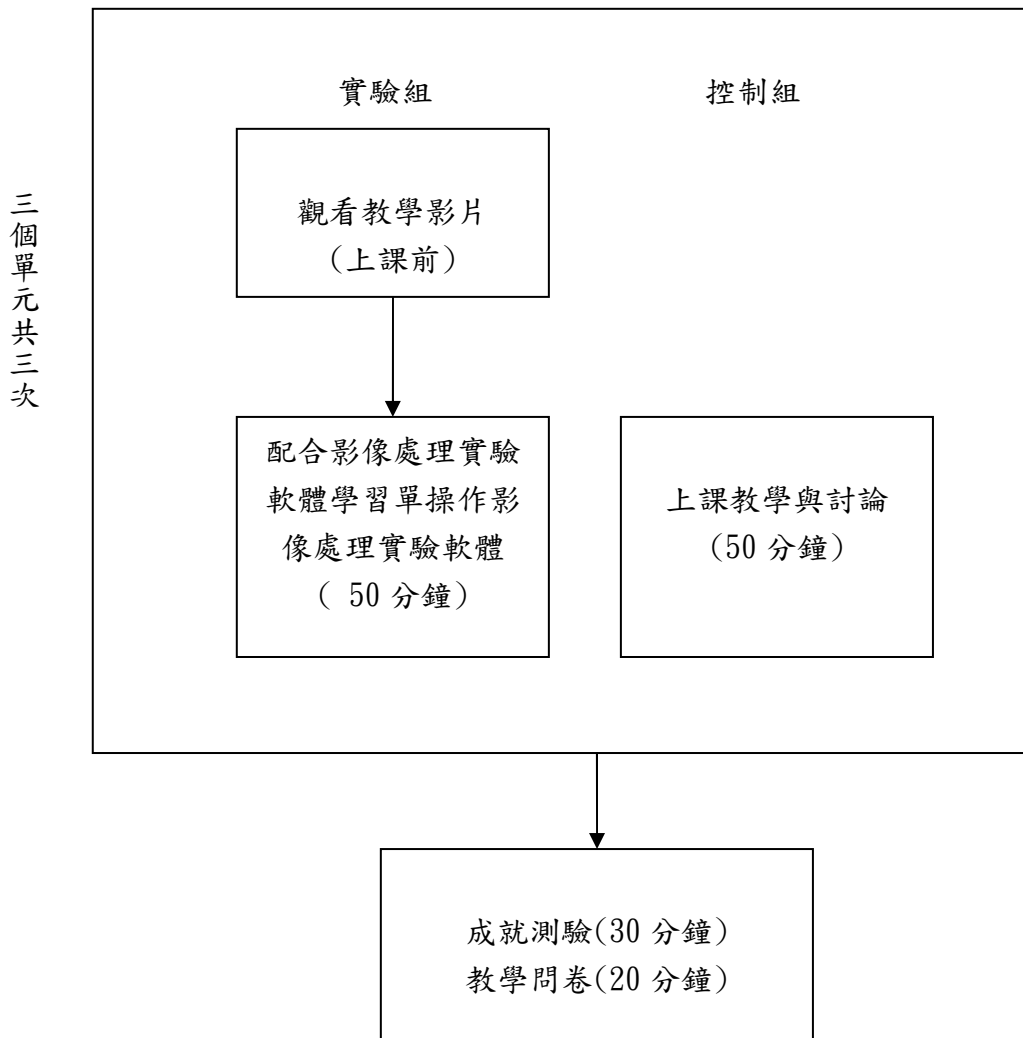 實驗組
控制組
三個單元共三次
觀看教學影片
(上課前)
配合影像處理實驗
軟體學習單操作影
像處理實驗軟體
( 50 分鐘)
上課教學與討論
(50 分鐘)
成就測驗(30 分鐘)
教學問卷(20 分鐘)